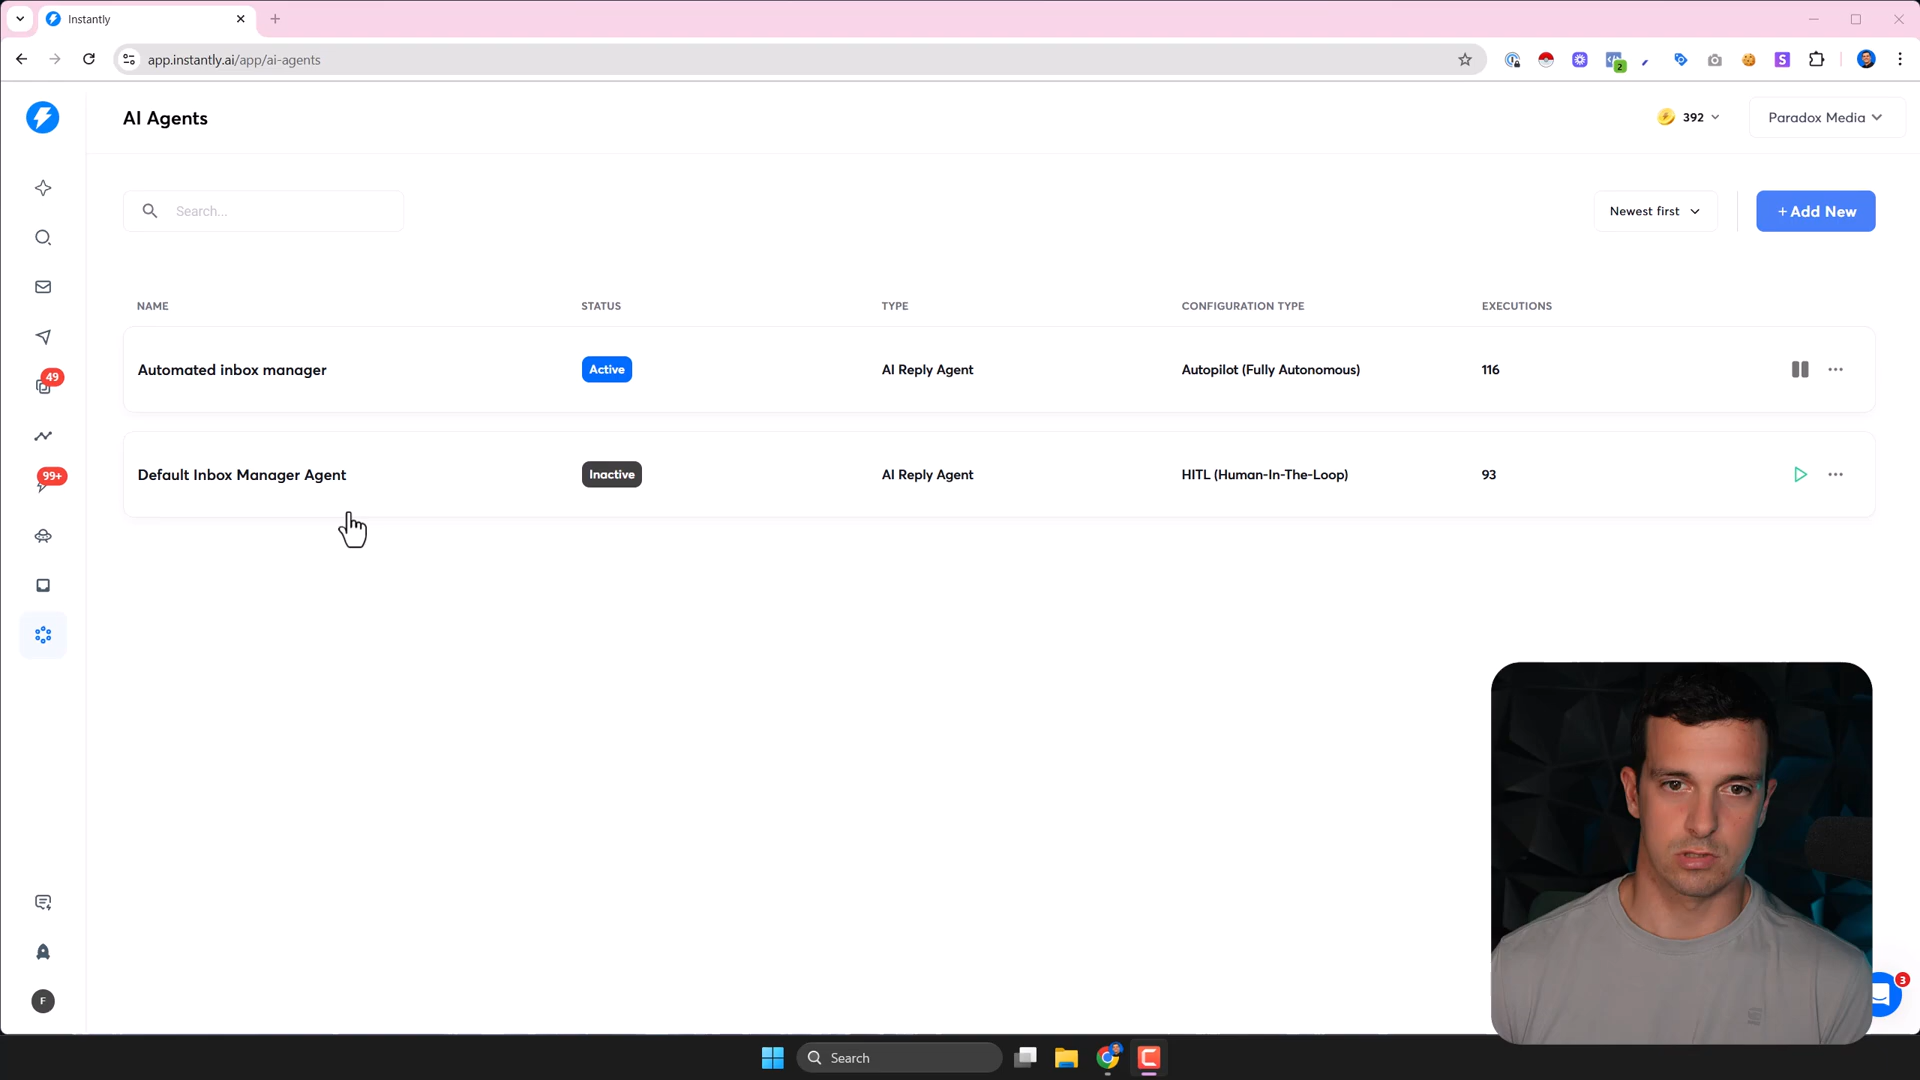 Instantly
app.instantly.ai/app/ai-agents
2
AI Agents
392
Paradox Media
Search...
Newest first
+ Add New
NAME STATUS TYPE CONFIGURATION TYPE EXECUTIONS
Automated inbox manager Active AI Reply Agent Autopilot (Fully Autonomous) 116
Default Inbox Manager Agent Inactive AI Reply Agent HITL (Human-In-The-Loop) 93
49
99+
F
3
Search